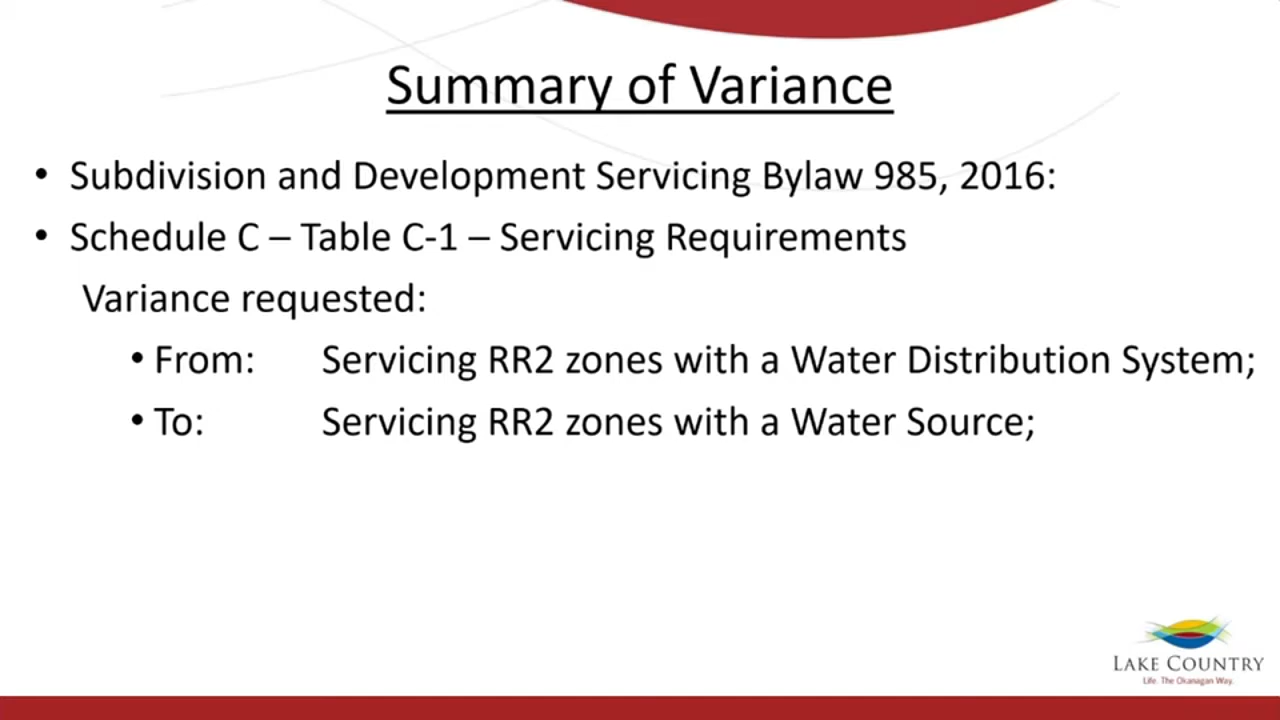 Summary of Variance
• Subdivision and Development Servicing Bylaw 985, 2016:
• Schedule C – Table C-1 – Servicing Requirements
Variance requested:
• From: Servicing RR2 zones with a Water Distribution System;
• To: Servicing RR2 zones with a Water Source;
LAKE COUNTRY
Life. The Okanagan Way.